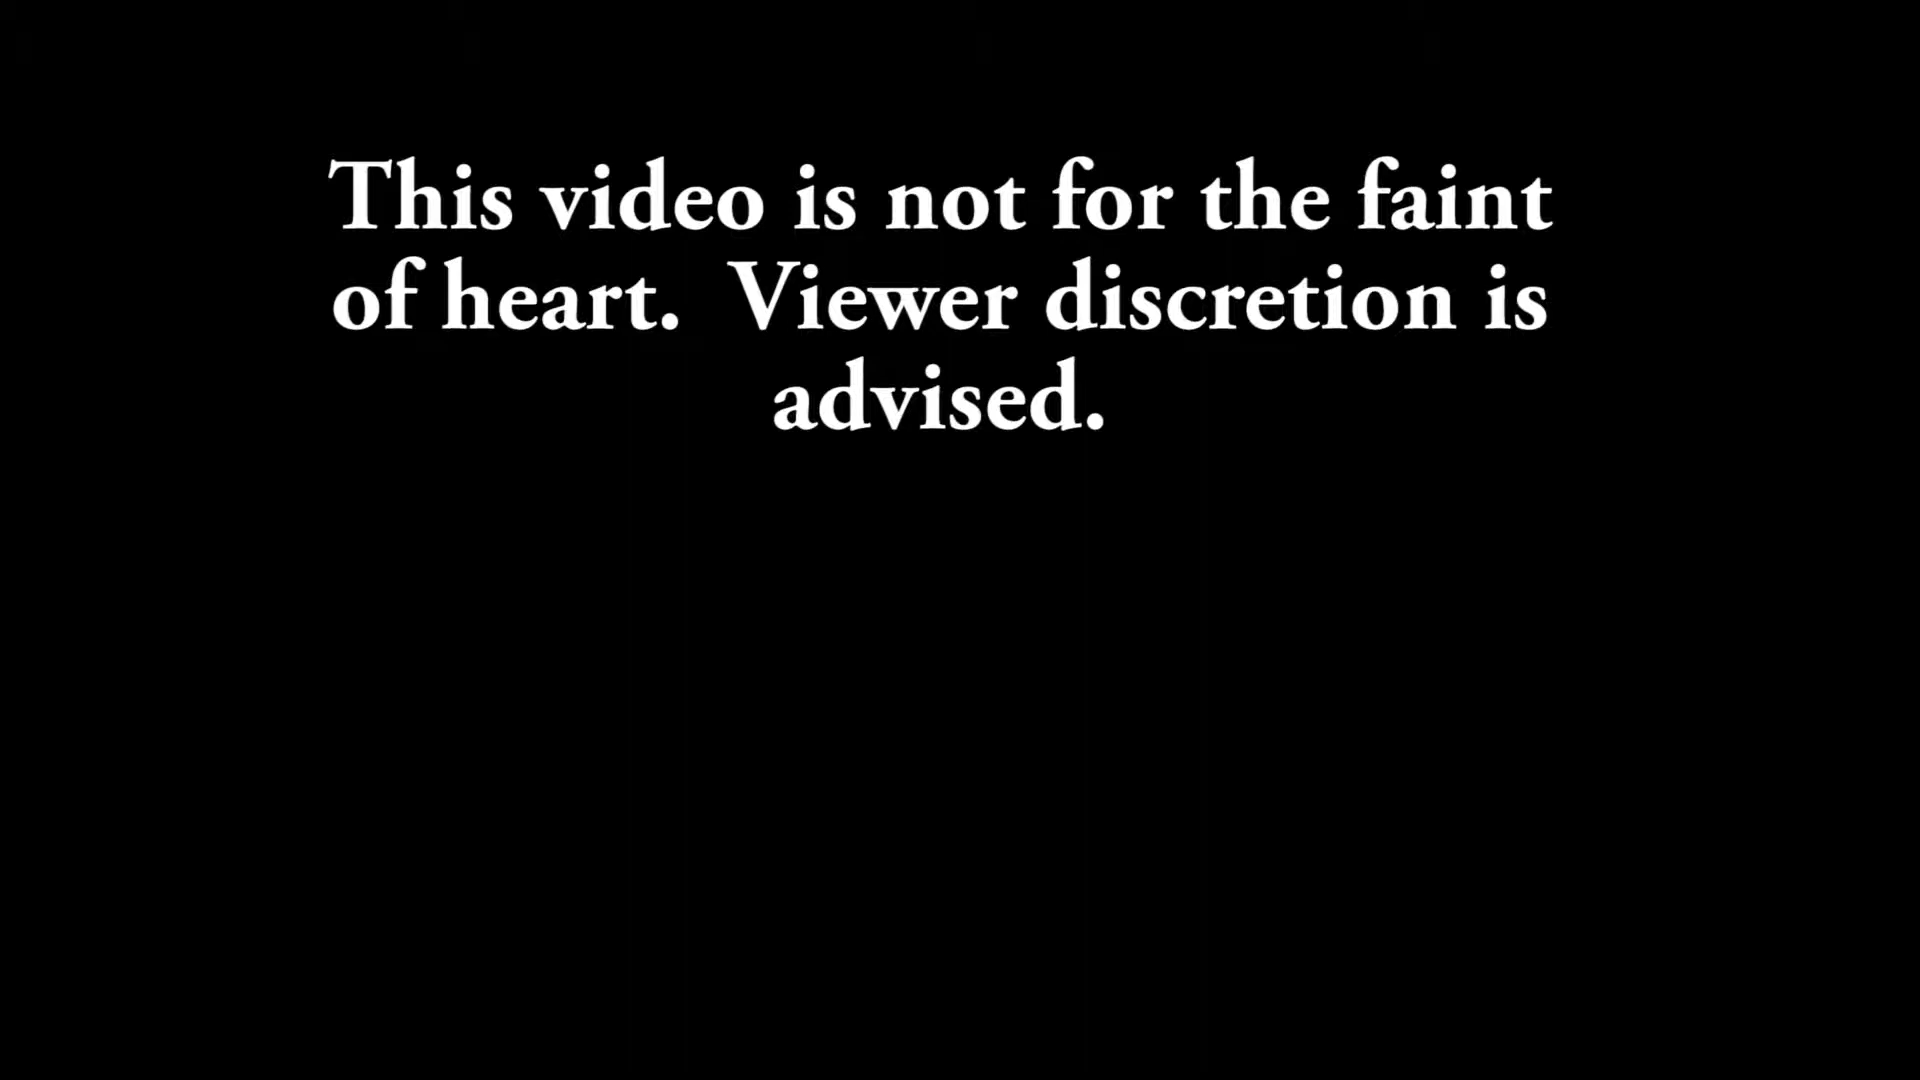 This video is not for the faint
of heart.  Viewer discretion is
advised.